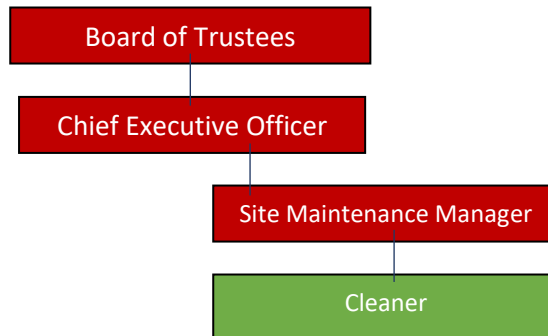 Board of Trustees
Chief Executive Officer
Site Maintenance Manager
Cleaner